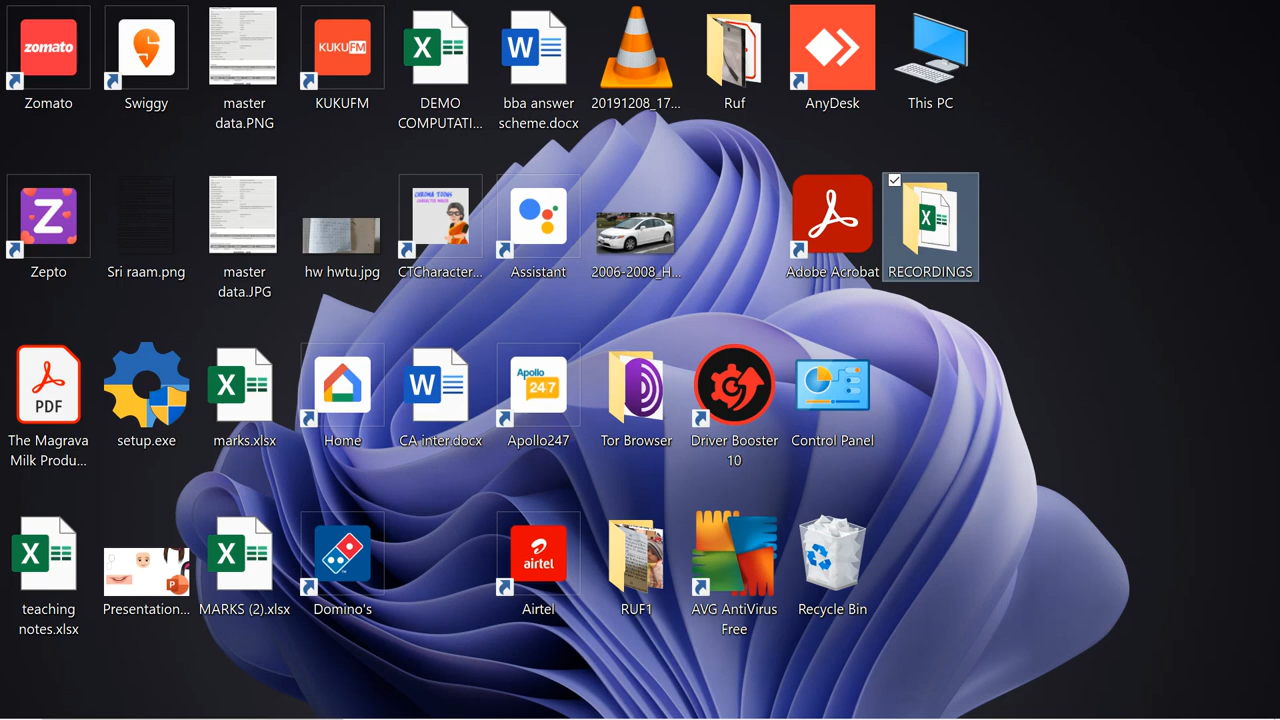 zomato
KUKU FM
X
W
Zomato
Swiggy
master
data.PNG
KUKUFM
DEMO
COMPUTATI...
bba answer
scheme.docx
20191208_17...
Ruf
AnyDesk
This PC
Z
CHROMA TOONS
CHARACTER MAKER
X
Zepto
Sri raam.png
master
data.JPG
hw hwtu.jpg
CTCharacter...
Assistant
2006-2008_H...
Adobe Acrobat
RECORDINGS
PDF
X
W
Apollo
24|7
The Magrava
Milk Produ...
setup.exe
marks.xlsx
Home
CA inter.docx
Apollo247
Tor Browser
Driver Booster
10
Control Panel
X
P
X
airtel
teaching
notes.xlsx
Presentation...
MARKS (2).xlsx
Domino's
Airtel
RUF1
AVG AntiVirus
Free
Recycle Bin